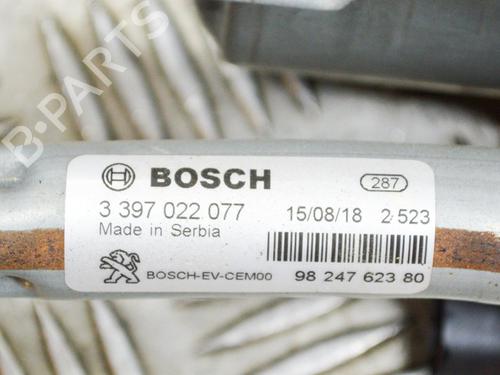 B-PARTS
BOSCH 287
3 397 022 077 15/08/18 2 523
Made in Serbia
BOSCH-EV-CEM00 98 247 623 80